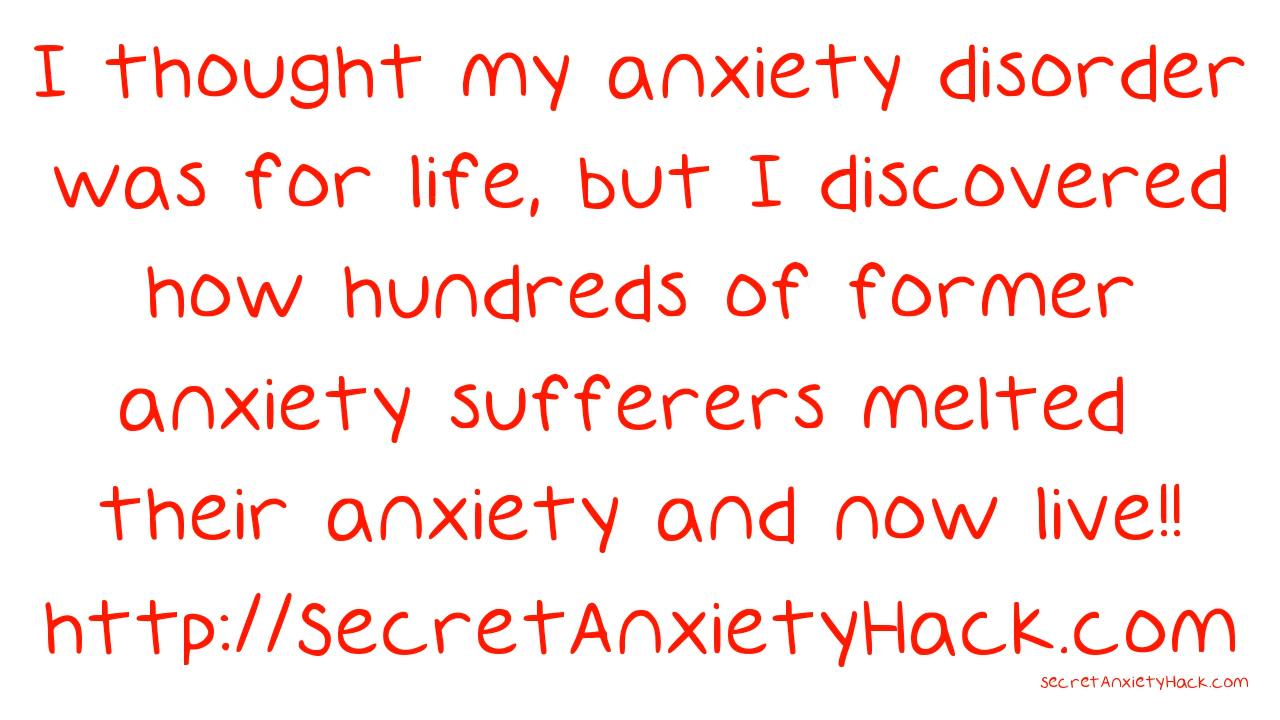 I thought my anxiety disorder
was for life, but I discovered
how hundreds of former
anxiety sufferers melted
their anxiety and now live!!
http://SecretAnxietyHack.com
SecretAnxietyHack.com